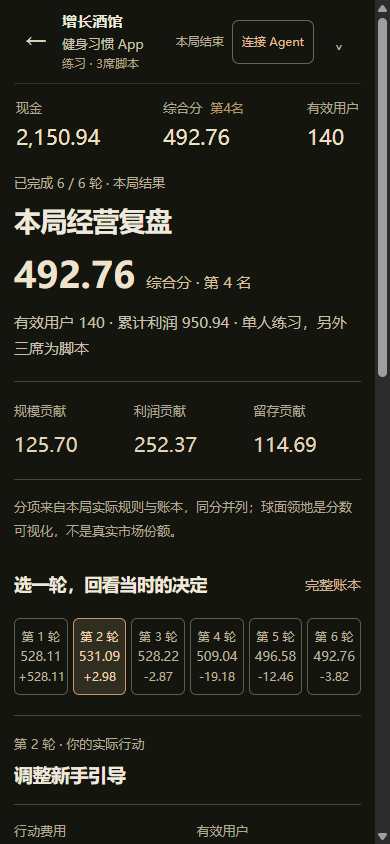 ←
增长酒馆
健身习惯 App
练习 · 3席脚本
本局结束
连接 Agent
˅
现金
综合分 第4名
有效用户
2,150.94
492.76
140
已完成 6 / 6 轮 · 本局结果
本局经营复盘
492.76 综合分 · 第 4 名
有效用户 140 · 累计利润 950.94 · 单人练习，另外
三席为脚本
规模贡献
利润贡献
留存贡献
125.70
252.37
114.69
分项来自本局实际规则与账本，同分并列；球面领地是分数
可视化，不是真实市场份额。
选一轮，回看当时的决定
完整账本
第 1 轮
528.11
+528.11
第 2 轮
531.09
+2.98
第 3 轮
528.22
-2.87
第 4 轮
509.04
-19.18
第 5 轮
496.58
-12.46
第 6 轮
492.76
-3.82
第 2 轮 · 你的实际行动
调整新手引导
行动费用
有效用户